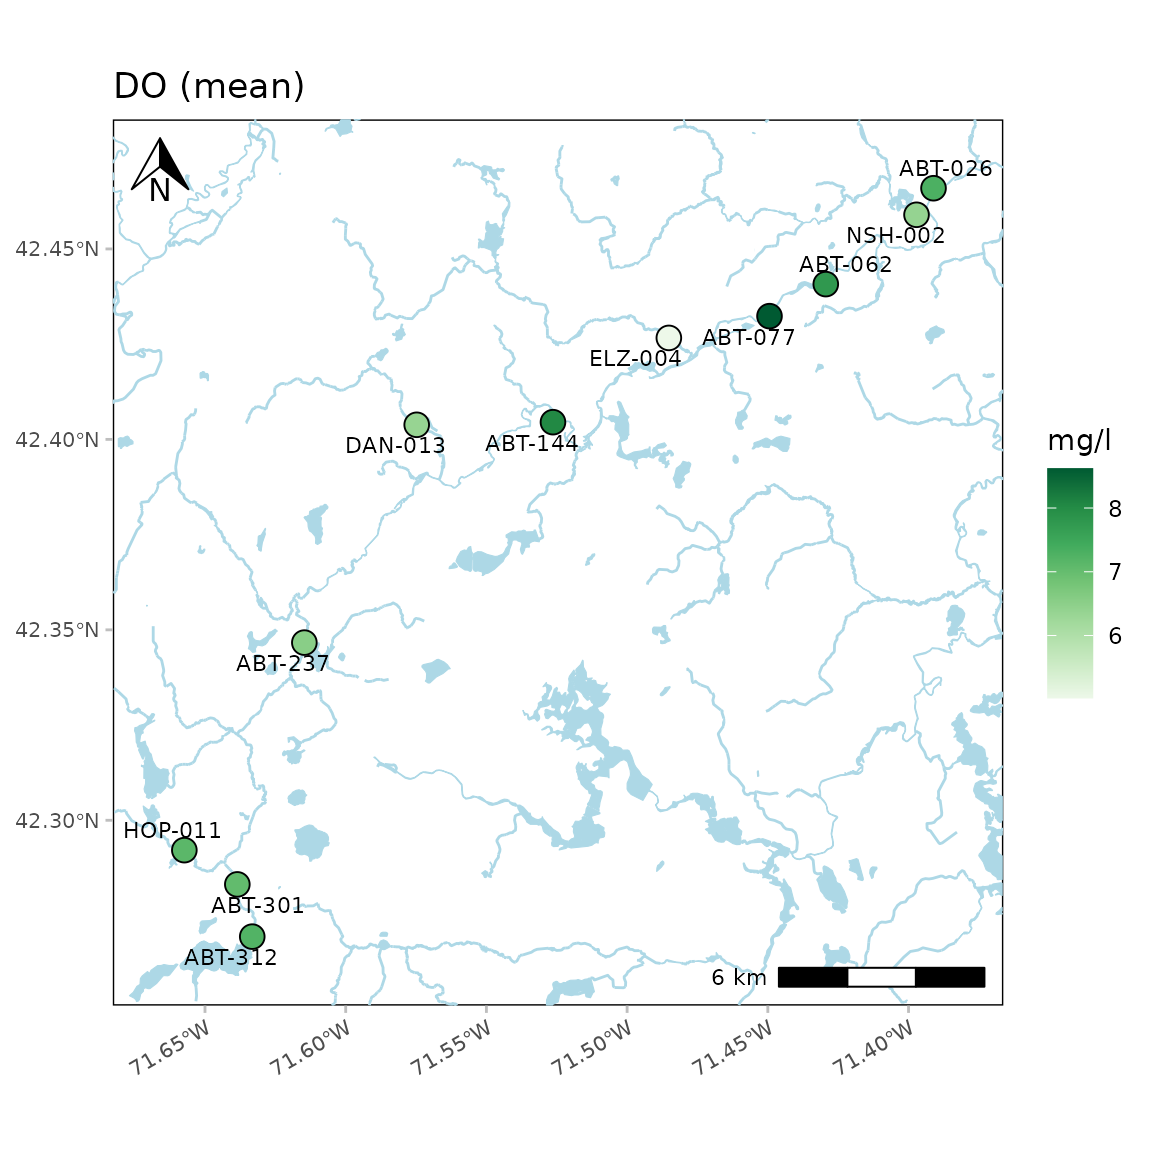 DO (mean)
N
ABT-026
NSH-002
ABT-062
ABT-077
ELZ-004
DAN-013
ABT-144
ABT-237
HOP-011
ABT-301
ABT-312
6 km
42.45°N
42.40°N
42.35°N
42.30°N
71.65°W
71.60°W
71.55°W
71.50°W
71.45°W
71.40°W
mg/l
8
7
6